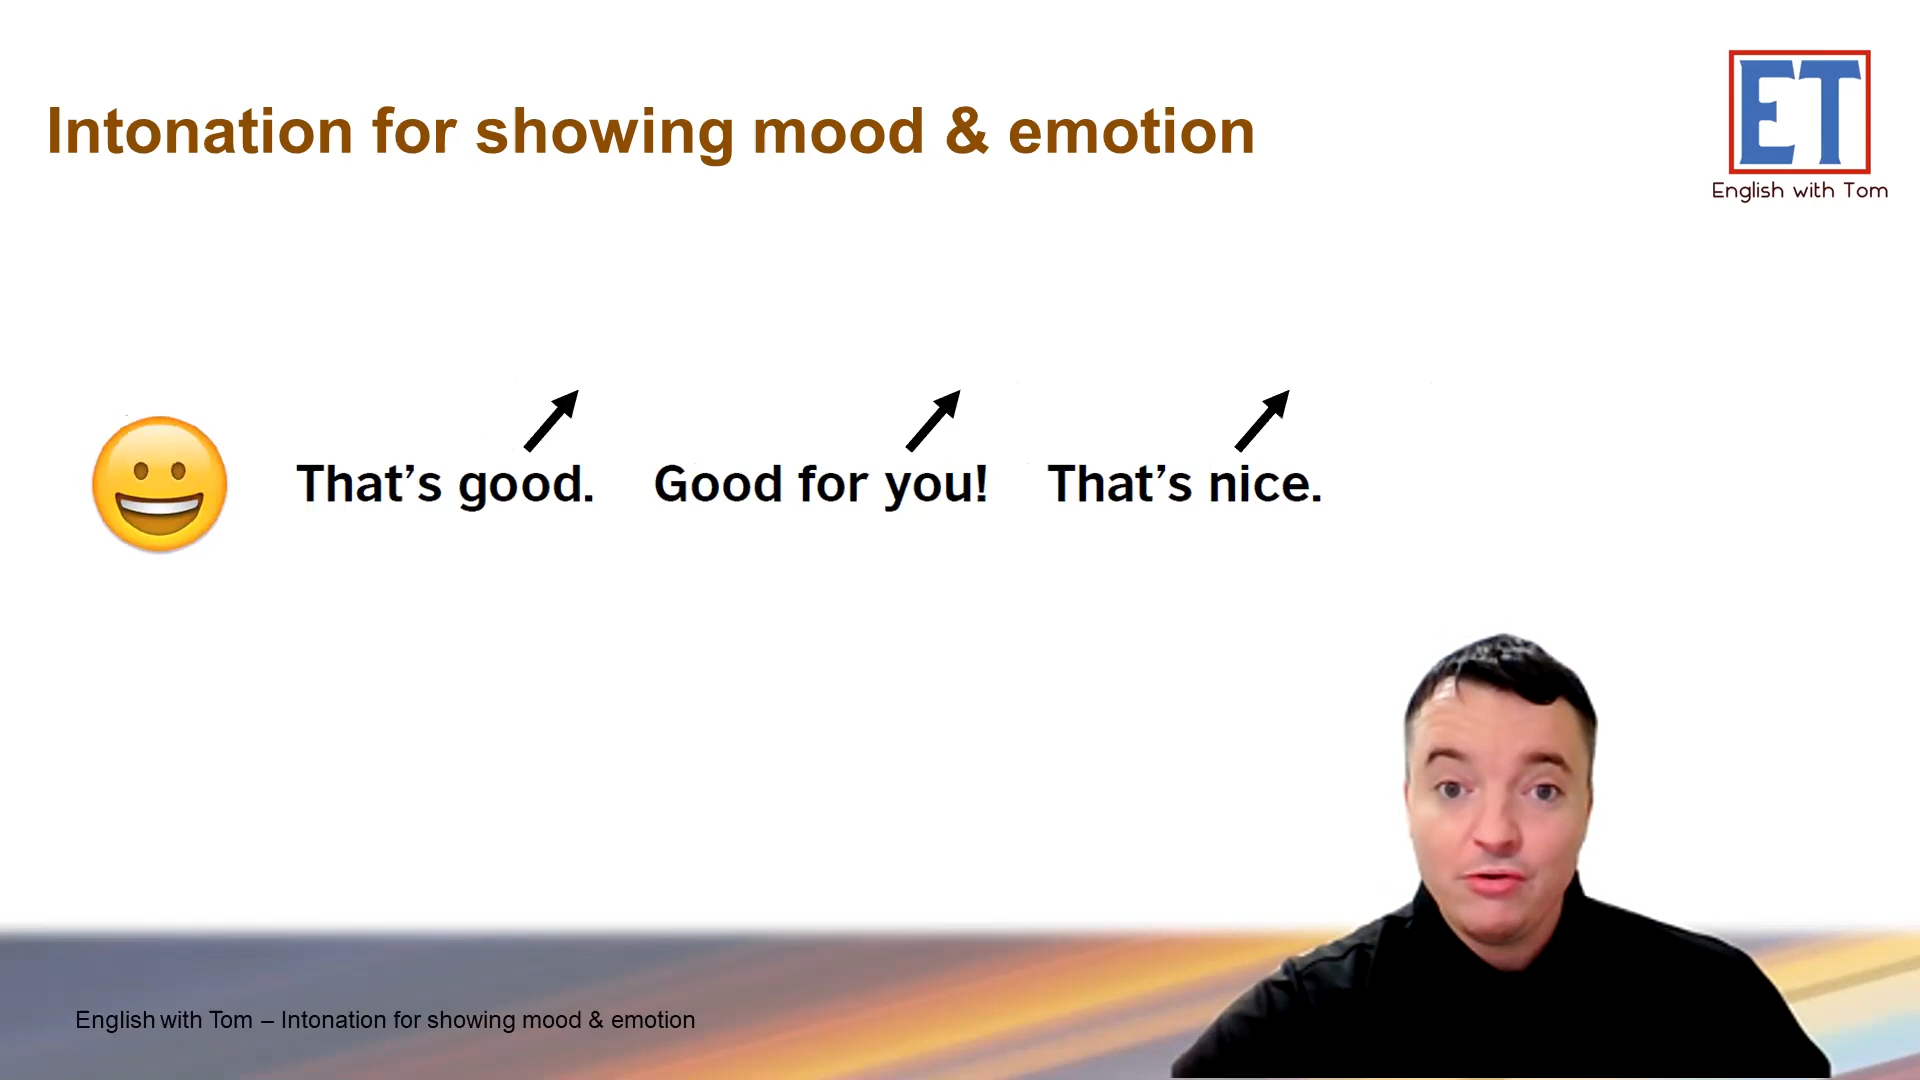 Intonation for showing mood & emotion
ET
English with Tom
That’s good. Good for you! That’s nice.
English with Tom – Intonation for showing mood & emotion